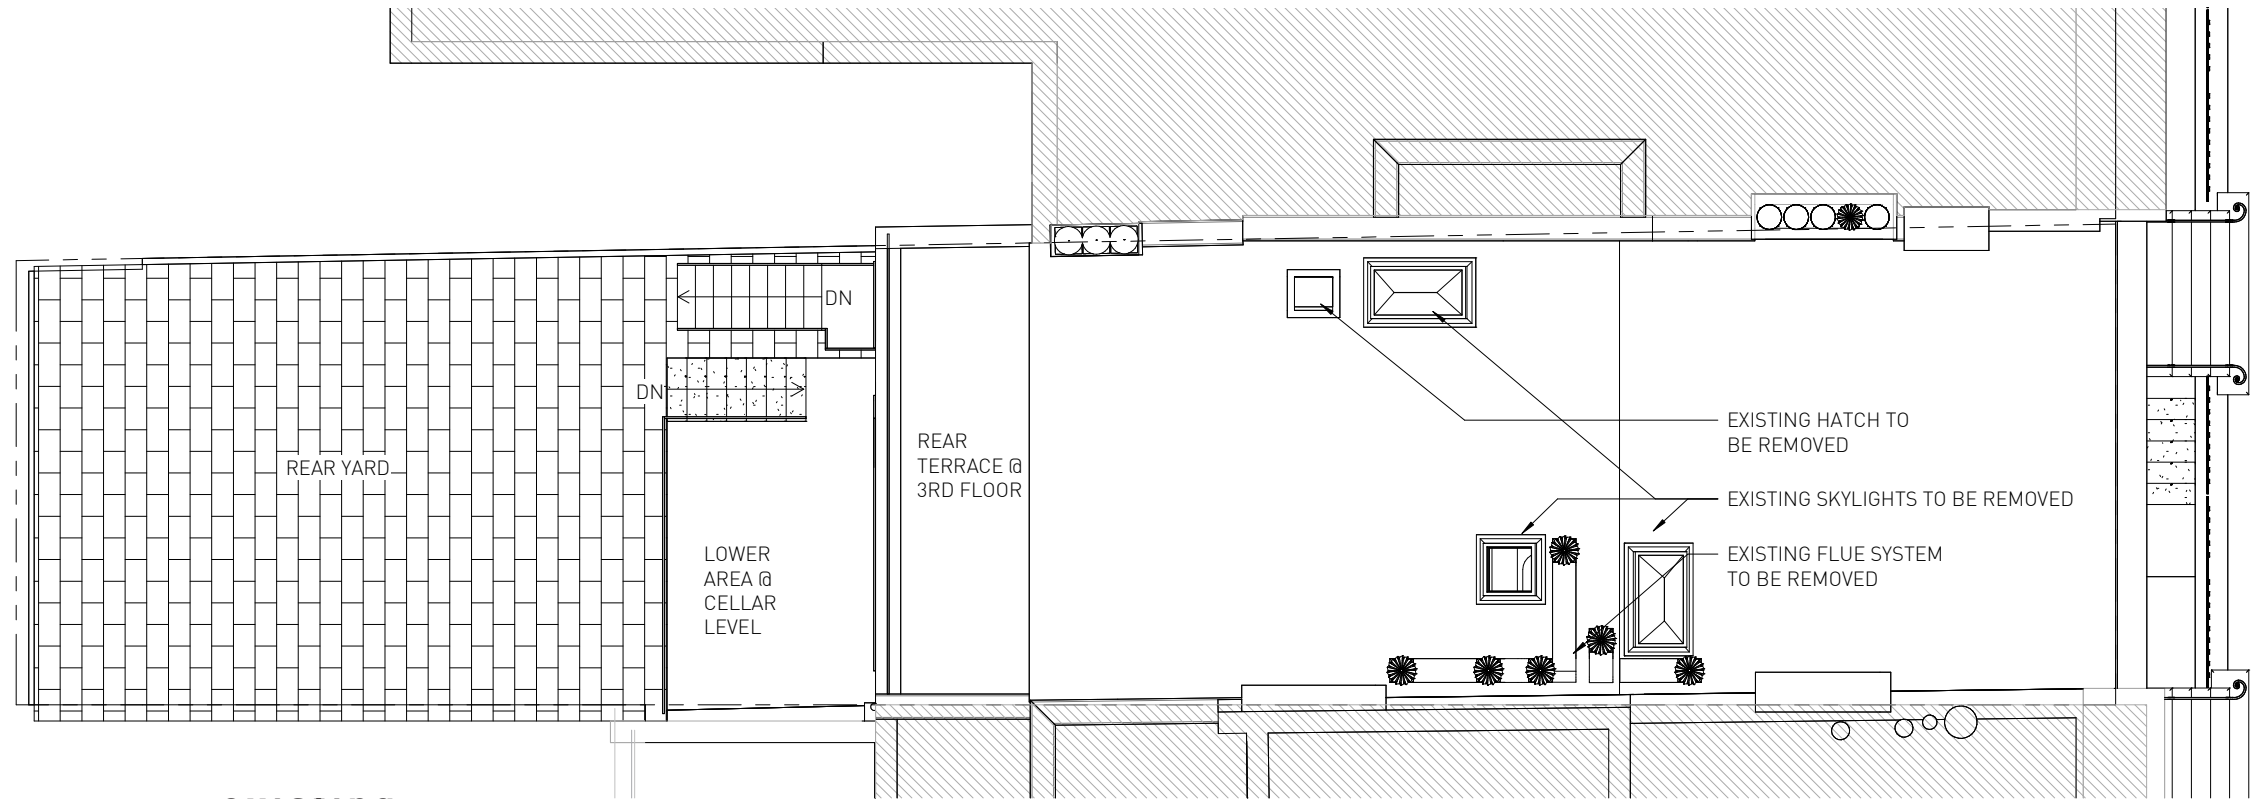 DN
DN
REAR YARD
REAR
TERRACE @
3RD FLOOR
LOWER
AREA @
CELLAR
LEVEL
EXISTING HATCH TO
BE REMOVED
EXISTING SKYLIGHTS TO BE REMOVED
EXISTING FLUE SYSTEM
TO BE REMOVED